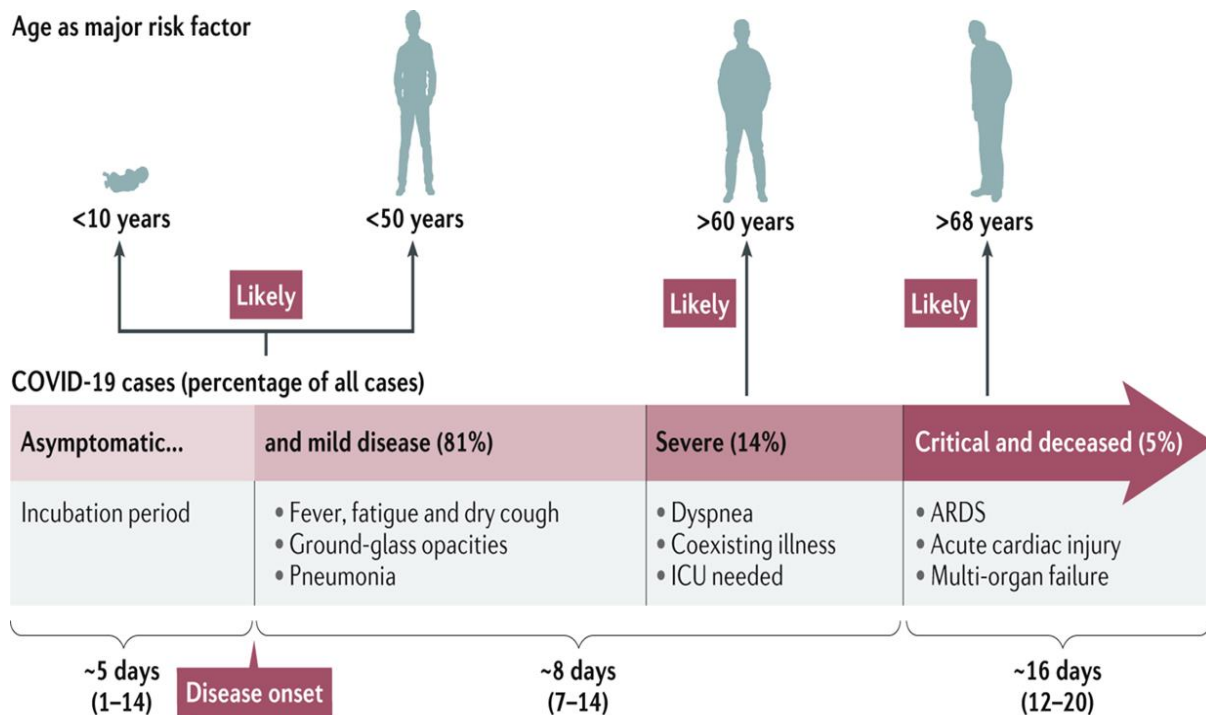 Age as major risk factor
<10 years
<50 years
>60 years
>68 years
Likely
Likely
Likely
COVID-19 cases (percentage of all cases)
Asymptomatic...
and mild disease (81%)
Severe (14%)
Critical and deceased (5%)
Incubation period
• Fever, fatigue and dry cough
• Ground-glass opacities
• Pneumonia
• Dyspnea
• Coexisting illness
• ICU needed
• ARDS
• Acute cardiac injury
• Multi-organ failure
~5 days
(1–14)
Disease onset
~8 days
(7–14)
~16 days
(12–20)